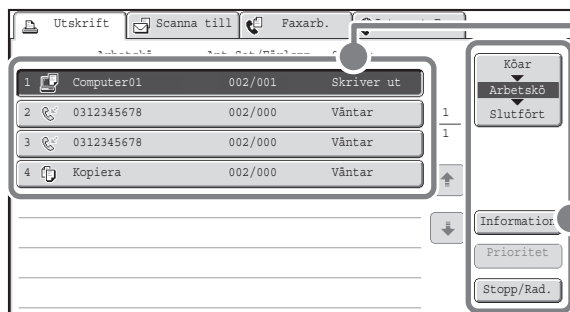 Utskrift Scanna till Faxarb.
1 Computer01 002/001 Skriver ut
2 0312345678 002/000 Väntar
3 0312345678 002/000 Väntar
4 Kopiera 002/000 Väntar
1
1
Köar
Arbetskö
Slutfört
Information
Prioritet
Stopp/Rad.